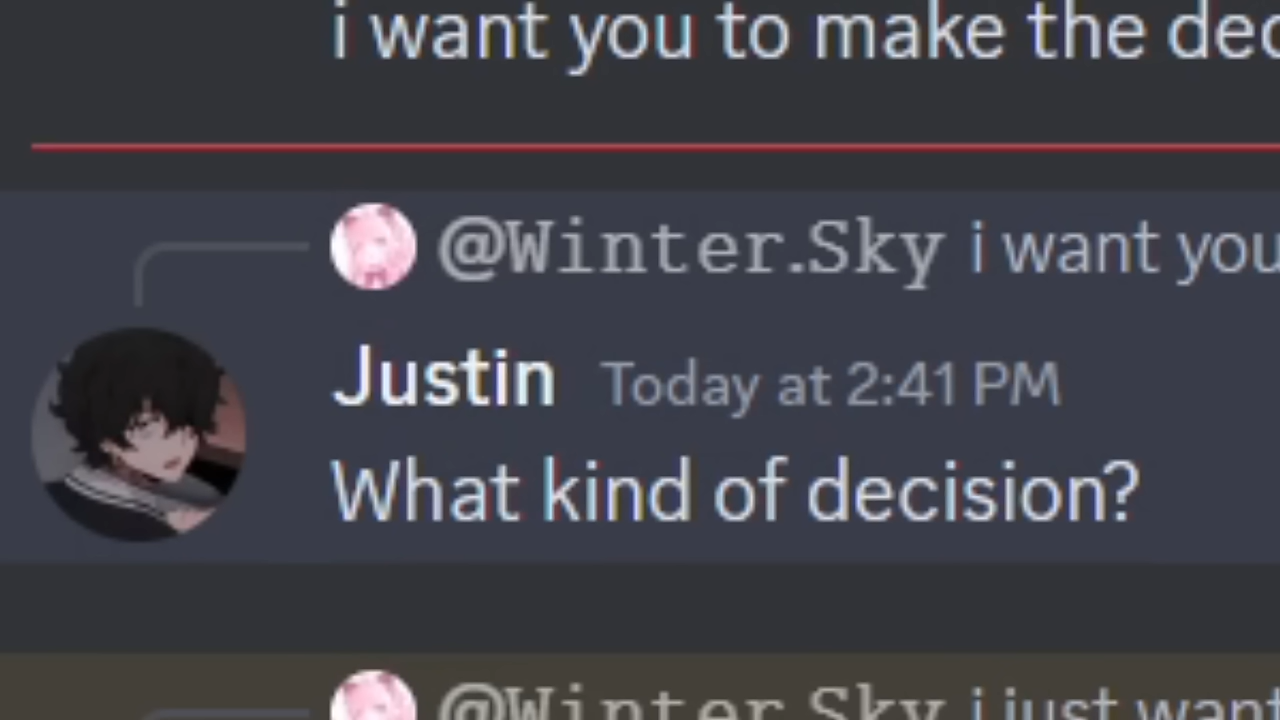 i want you to make the dec
@Winter.Sky i want you
Justin Today at 2:41 PM
What kind of decision?
@Winter.Sky i just want